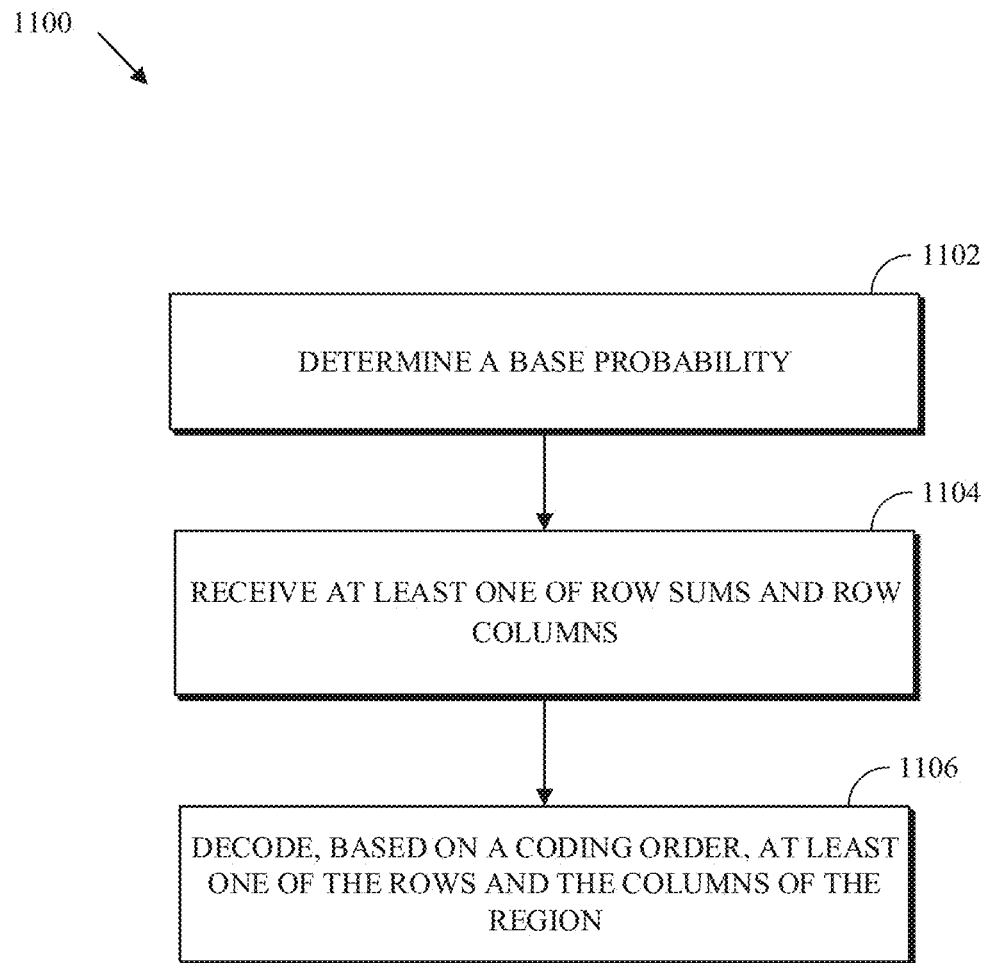 1100
1102
DETERMINE A BASE PROBABILITY
1104
RECEIVE AT LEAST ONE OF ROW SUMS AND ROW
COLUMNS
1106
DECODE, BASED ON A CODING ORDER, AT LEAST
ONE OF THE ROWS AND THE COLUMNS OF THE
REGION